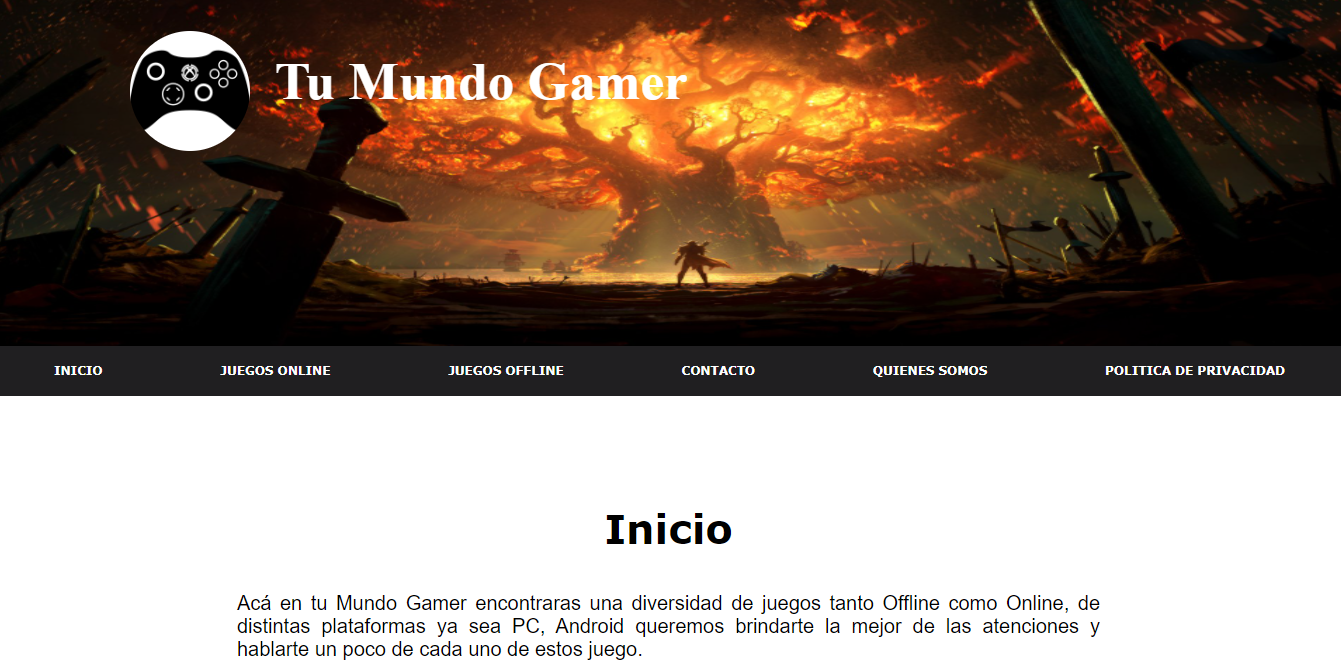 Tu Mundo Gamer
INICIO JUEGOS ONLINE JUEGOS OFFLINE CONTACTO QUIENES SOMOS POLITICA DE PRIVACIDAD
Inicio
Acá en tu Mundo Gamer encontraras una diversidad de juegos tanto Offline como Online, de
distintas plataformas ya sea PC, Android queremos brindarte la mejor de las atenciones y
hablarte un poco de cada uno de estos juego.